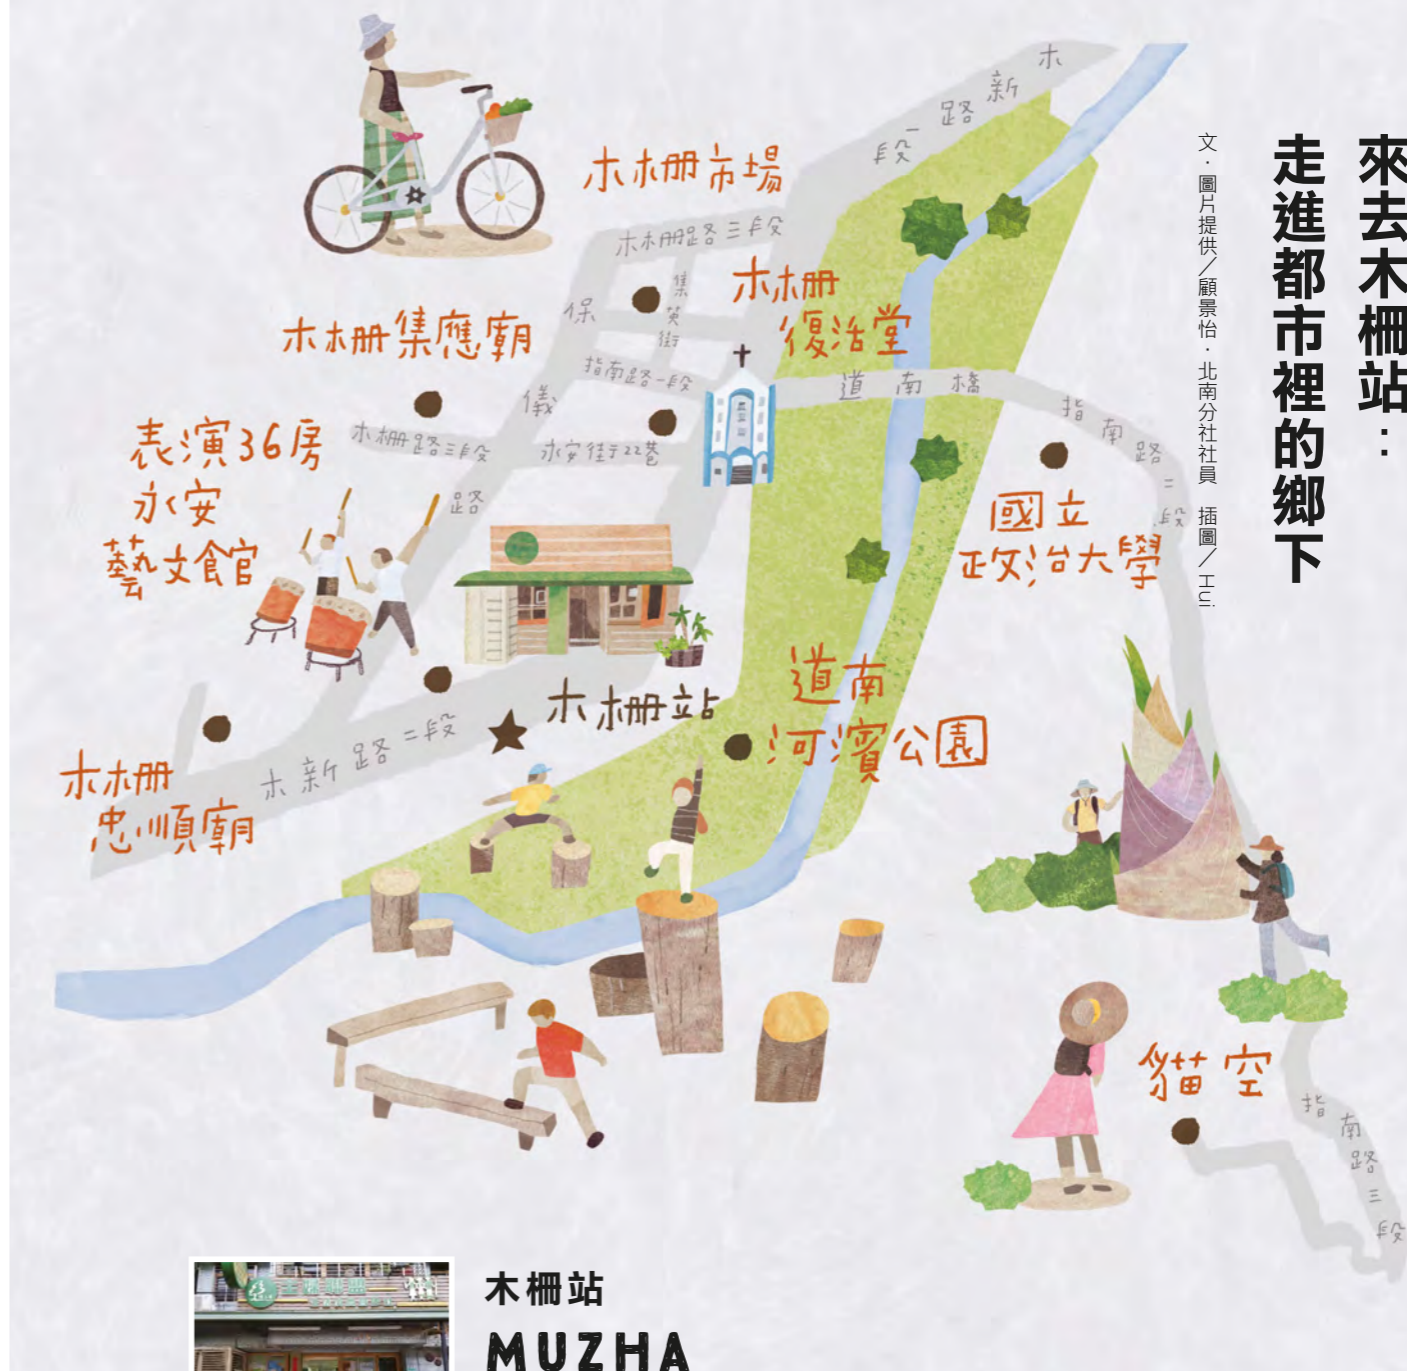 來去木柵站：
走進都市裡的鄉下
文．圖片提供／顧景怡．北南分社社員　插圖／Hui
木新路一段
木柵市場
木柵路三段
集英街
保儀路
木柵
復活堂
木柵集應廟
指南路一段
道南橋
指南路二段
木柵路三段
永安街22巷
表演36房
永安
藝文食官
國立
政治大學
木柵站
道南
河濱公園
木新路二段
木柵
忠順廟
貓空
指南路三段
木柵站
MUZHA